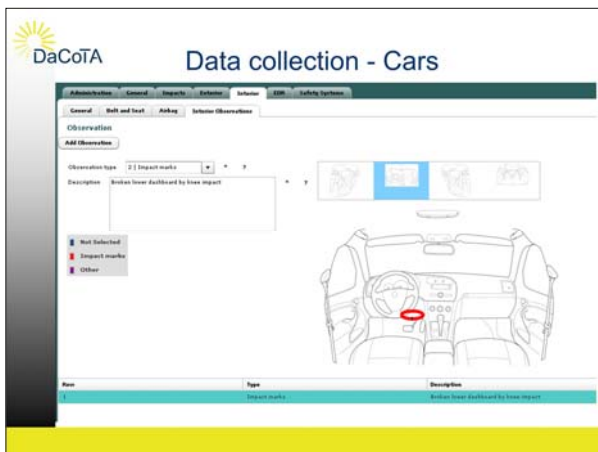 DaCoTA
Data collection - Cars
Administration General Impacts Exterior Interior EDR Safety Systems
General Belt and Seat Airbag Interior Observations
Observation
Add Observation
Observation type 2 | Impact marks * ?
Description Broken lower dashboard by knee impact * ?
Not Selected
Impact marks
Other
Row Type Description
1 Impact marks Broken lower dashboard by knee impact